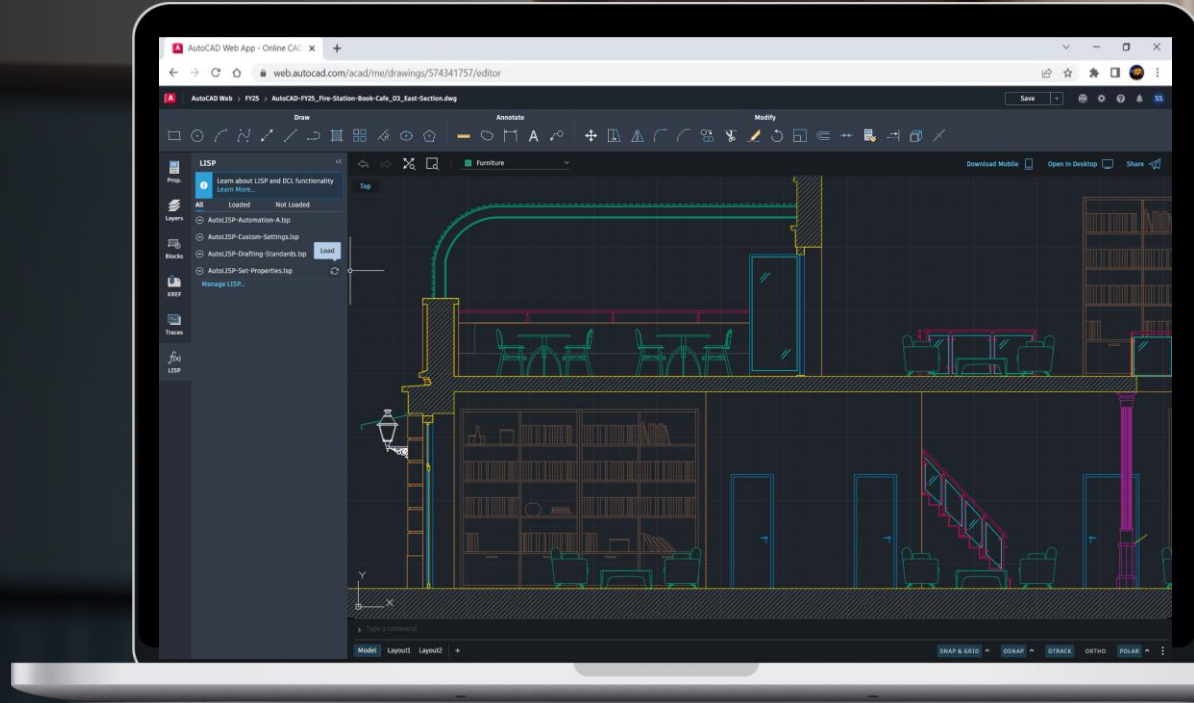 AutoCAD Web App - Online CAD
web.autocad.com/acad/me/drawings/574341757/editor
AutoCAD Web > FY25 > AutoCAD-FY25_Fire-Station-Book-Cafe_03_East-Section.dwg
Save
SS
Draw
Annotate
Modify
A
Prop.
Layers
Blocks
XREF
Traces
f(x)
LISP
LISP
Learn about LISP and DCL functionality
Learn More...
All Loaded Not Loaded
AutoLISP-Automation-A.lsp
AutoLISP-Custom-Settings.lsp
AutoLISP-Drafting-Standards.lsp
Load
AutoLISP-Set-Properties.lsp
Manage LISP...
Furniture
Download Mobile
Open in Desktop
Share
Top
Y
X
Type a command
Model Layout1 Layout2 +
SNAP & GRID OSNAP OTRACK ORTHO POLAR